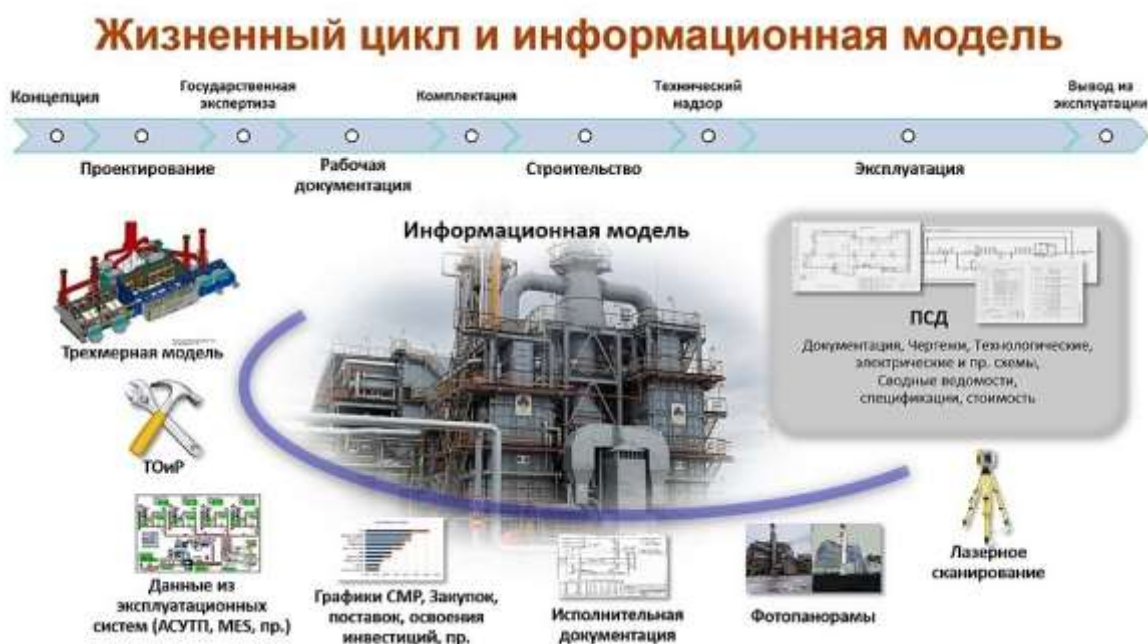 Жизненный цикл и информационная модель
Концепция
Государственная
экспертиза
Комплектация
Технический
надзор
Вывод из
эксплуатации
Проектирование
Рабочая
документация
Строительство
Эксплуатация
Информационная модель
Трехмерная модель
ПСД
Документация, Чертежи, Технологические,
электрические и пр. схемы,
Сводные ведомости,
спецификации, стоимость
ТОиР
Лазерное
сканирование
Данные из
эксплуатационных
систем (АСУТП, MES, пр.)
Графики СМР, Закупок,
поставок, освоения
инвестиций, пр.
Исполнительная
документация
Фотопанорамы